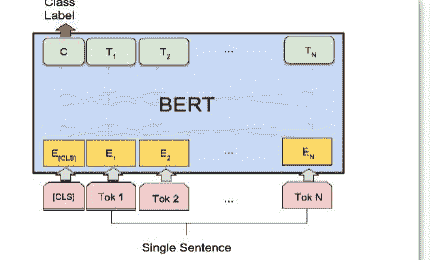 Class
Label
C T1 T2 ... TN
BERT
E[CLS] E1 E2 ... EN
[CLS] Tok 1 Tok 2 ... Tok N
Single Sentence